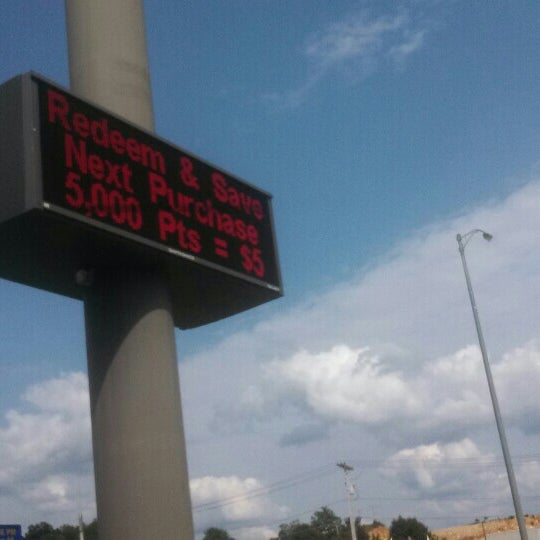 Redeem & Save
Next Purchase
5,000 Pts = $5